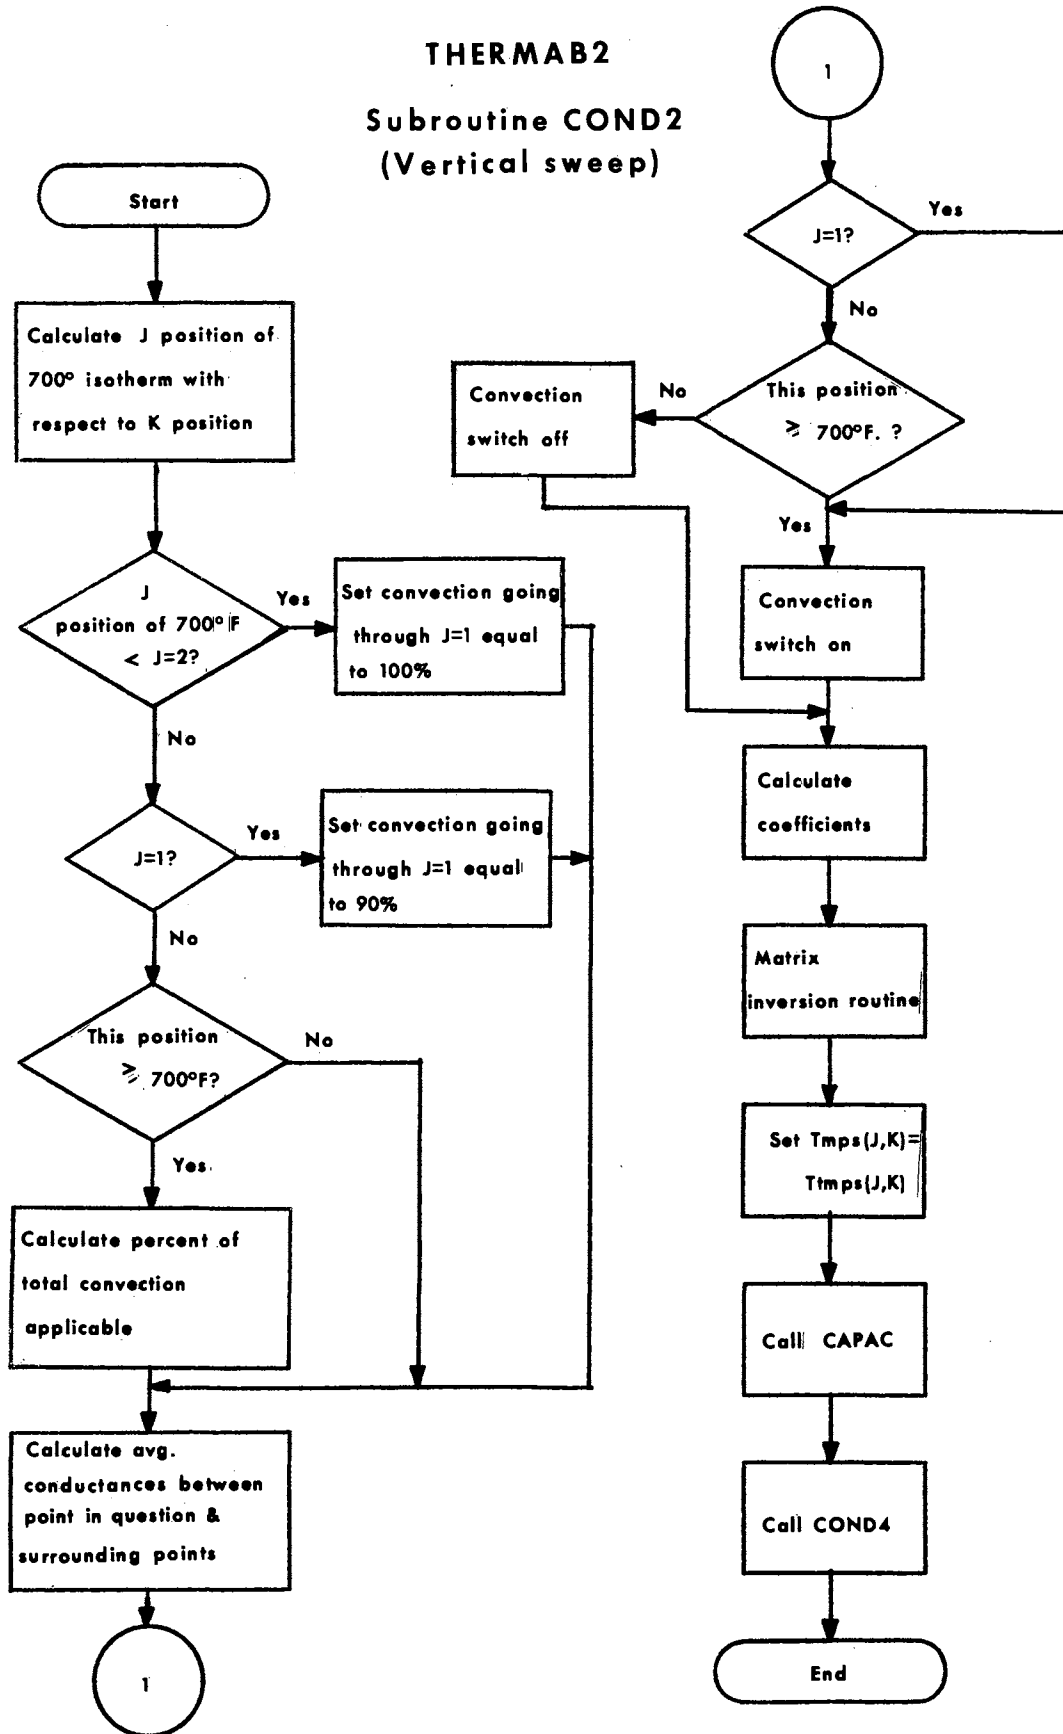 THERMAB2
Subroutine COND2
(Vertical sweep)
Start
Calculate J position of
700° isotherm with
respect to K position
J
position of 700° F
< J=2?
Yes
Set convection going
through J=1 equal
to 100%
No
J=1?
Yes
Set convection going
through J=1 equal
to 90%
No
This position
≥ 700°F?
No
Yes
Calculate percent of
total convection
applicable
Calculate avg.
conductances between
point in question &
surrounding points
1
1
J=1?
Yes
No
This position
≥ 700°F. ?
No
Convection
switch off
Yes
Convection
switch on
Calculate
coefficients
Matrix
inversion routine
Set Tmps(J,K)=
Ttmps(J,K)
Call CAPAC
Call COND4
End